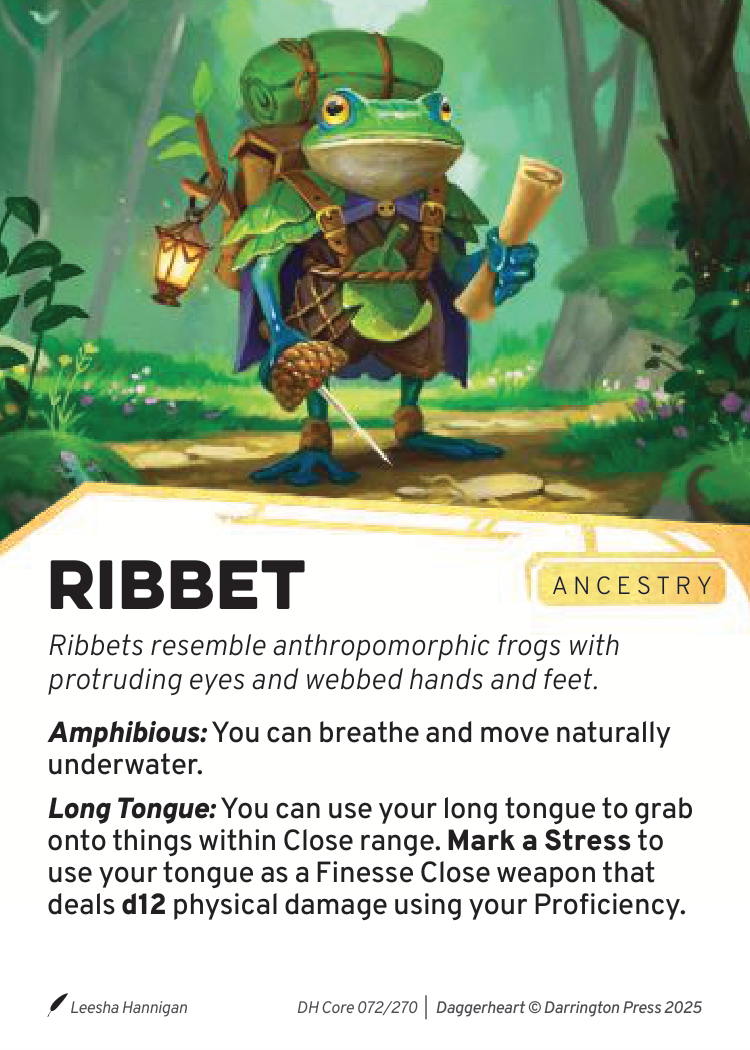 RIBBET
ANCESTRY
Ribbets resemble anthropomorphic frogs with
protruding eyes and webbed hands and feet.
Amphibious: You can breathe and move naturally
underwater.
Long Tongue: You can use your long tongue to grab
onto things within Close range. Mark a Stress to
use your tongue as a Finesse Close weapon that
deals d12 physical damage using your Proficiency.
Leesha Hannigan
DH Core 072/270 | Daggerheart © Darrington Press 2025